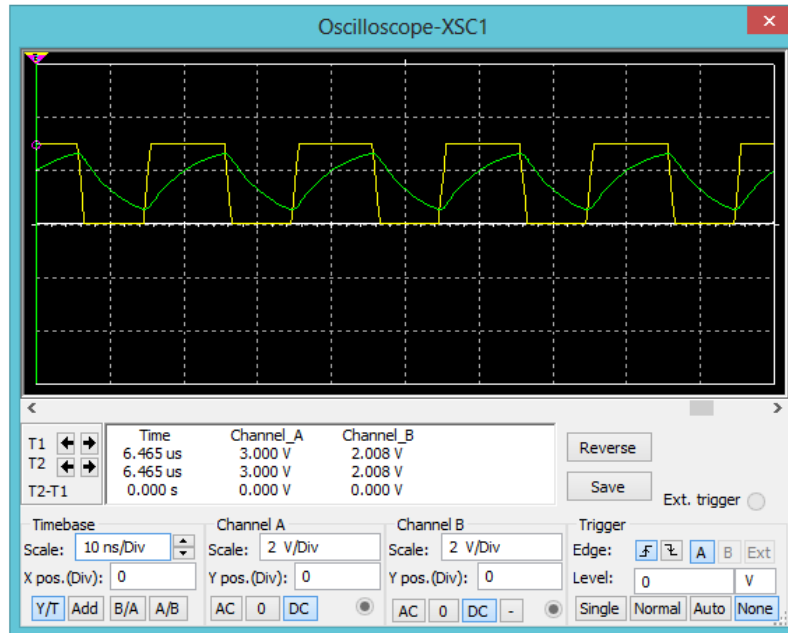 Oscilloscope-XSC1
Time Channel_A Channel_B
T1 6.465 us 3.000 V 2.008 V
T2 6.465 us 3.000 V 2.008 V
T2-T1 0.000 s 0.000 V 0.000 V
Reverse
Save
Ext. trigger
Timebase
Scale: 10 ns/Div
X pos.(Div): 0
Y/T Add B/A A/B
Channel A
Scale: 2 V/Div
Y pos.(Div): 0
AC 0 DC
Channel B
Scale: 2 V/Div
Y pos.(Div): 0
AC 0 DC -
Trigger
Edge: A B Ext
Level: 0 V
Single Normal Auto None